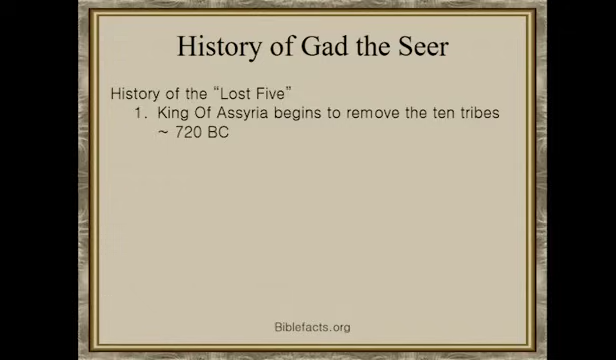 History of Gad the Seer
History of the “Lost Five”
1. King Of Assyria begins to remove the ten tribes
~ 720 BC
Biblefacts.org